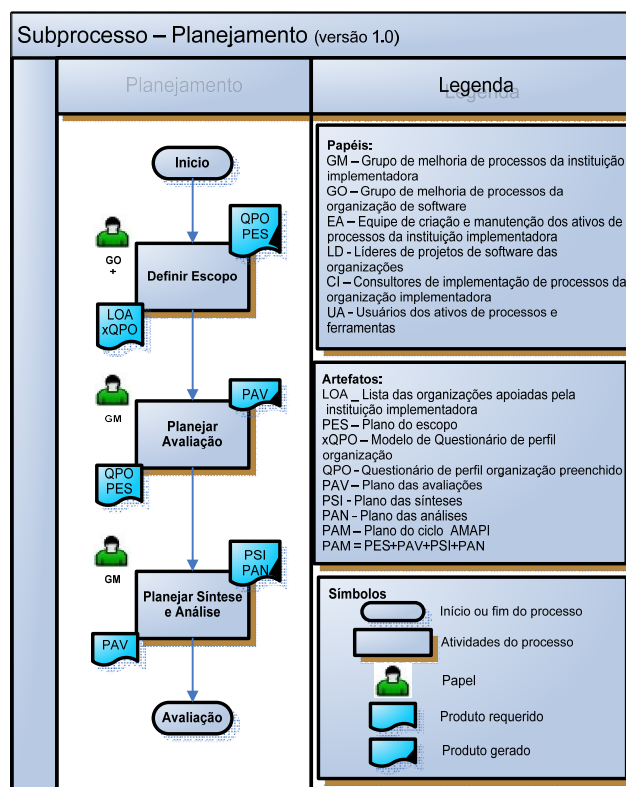 Subprocesso – Planejamento (versão 1.0)
Planejamento
Inicio
QPO
PES
GO
+
Definir Escopo
LOA
xQPO
PAV
GM
Planejar
Avaliação
QPO
PES
PSI
PAN
GM
Planejar Síntese
e Análise
PAV
Avaliação
Legenda
Legenda
Papéis:
GM – Grupo de melhoria de processos da instituição
implementadora
GO – Grupo de melhoria de processos da
organização de software
EA – Equipe de criação e manutenção dos ativos de
processos da instituição implementadora
LD - Líderes de projetos de software das
organizações
CI – Consultores de implementação de processos da
organização implementadora
UA - Usuários dos ativos de processos e
ferramentas
Artefatos:
LOA _ Lista das organizações apoiadas pela
instituição implementadora
PES – Plano do escopo
xQPO – Modelo de Questionário de perfil
organização
QPO - Questionário de perfil organização preenchido
PAV – Plano das avaliações
PSI - Plano das sínteses
PAN – Plano das análises
PAM – Plano do ciclo AMAPI
PAM = PES+PAV+PSI+PAN
Símbolos
Início ou fim do processo
Atividades do processo
Papel
Produto requerido
Produto gerado